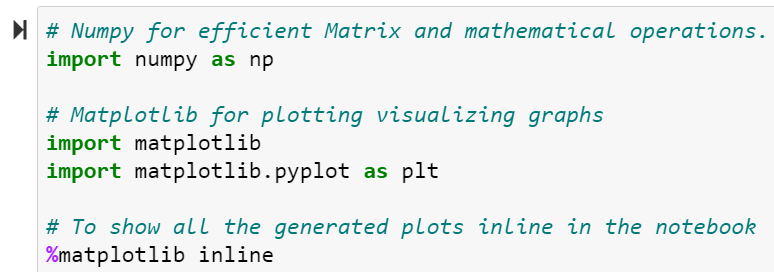 # Numpy for efficient Matrix and mathematical operations.
import numpy as np
# Matplotlib for plotting visualizing graphs
import matplotlib
import matplotlib.pyplot as plt
# To show all the generated plots inline in the notebook
%matplotlib inline